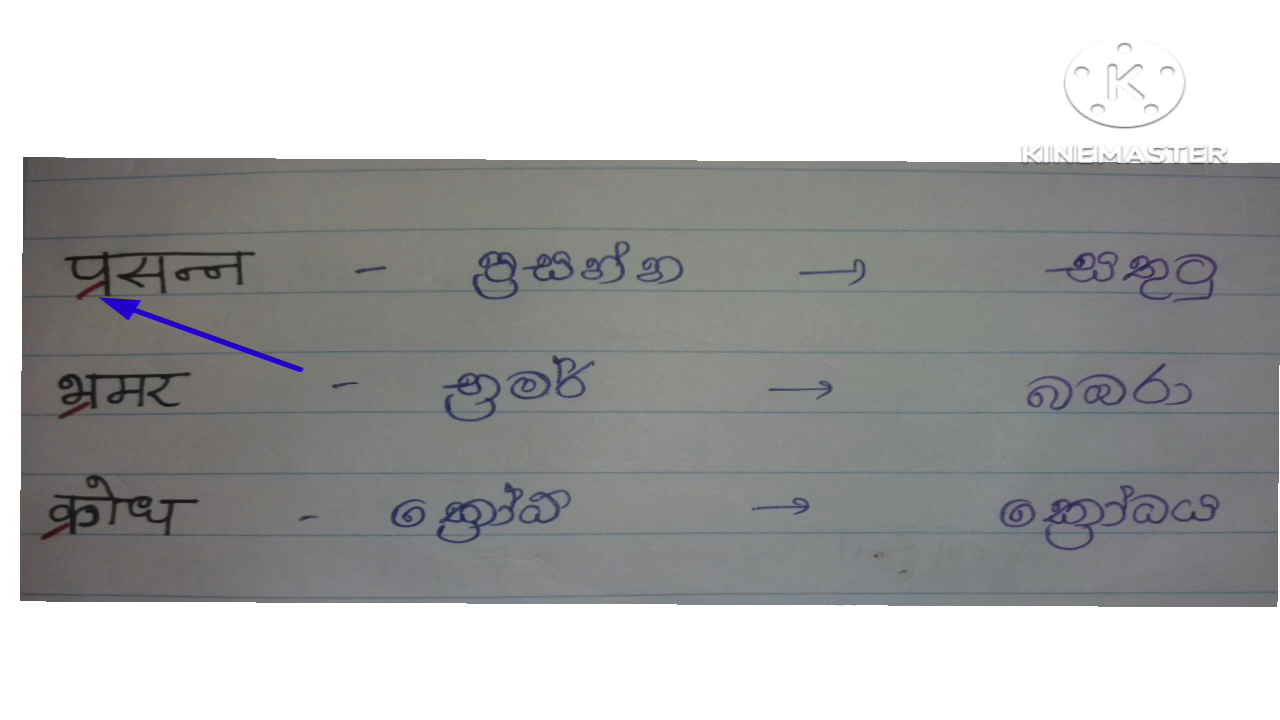 KINEMASTER
प्रसन्न - ප්‍රසන්න → සතුටු
भ्रमर - භ්‍රමර් → බඹරා
क्रोध - ක්‍රෝධ් → ක්‍රෝධය